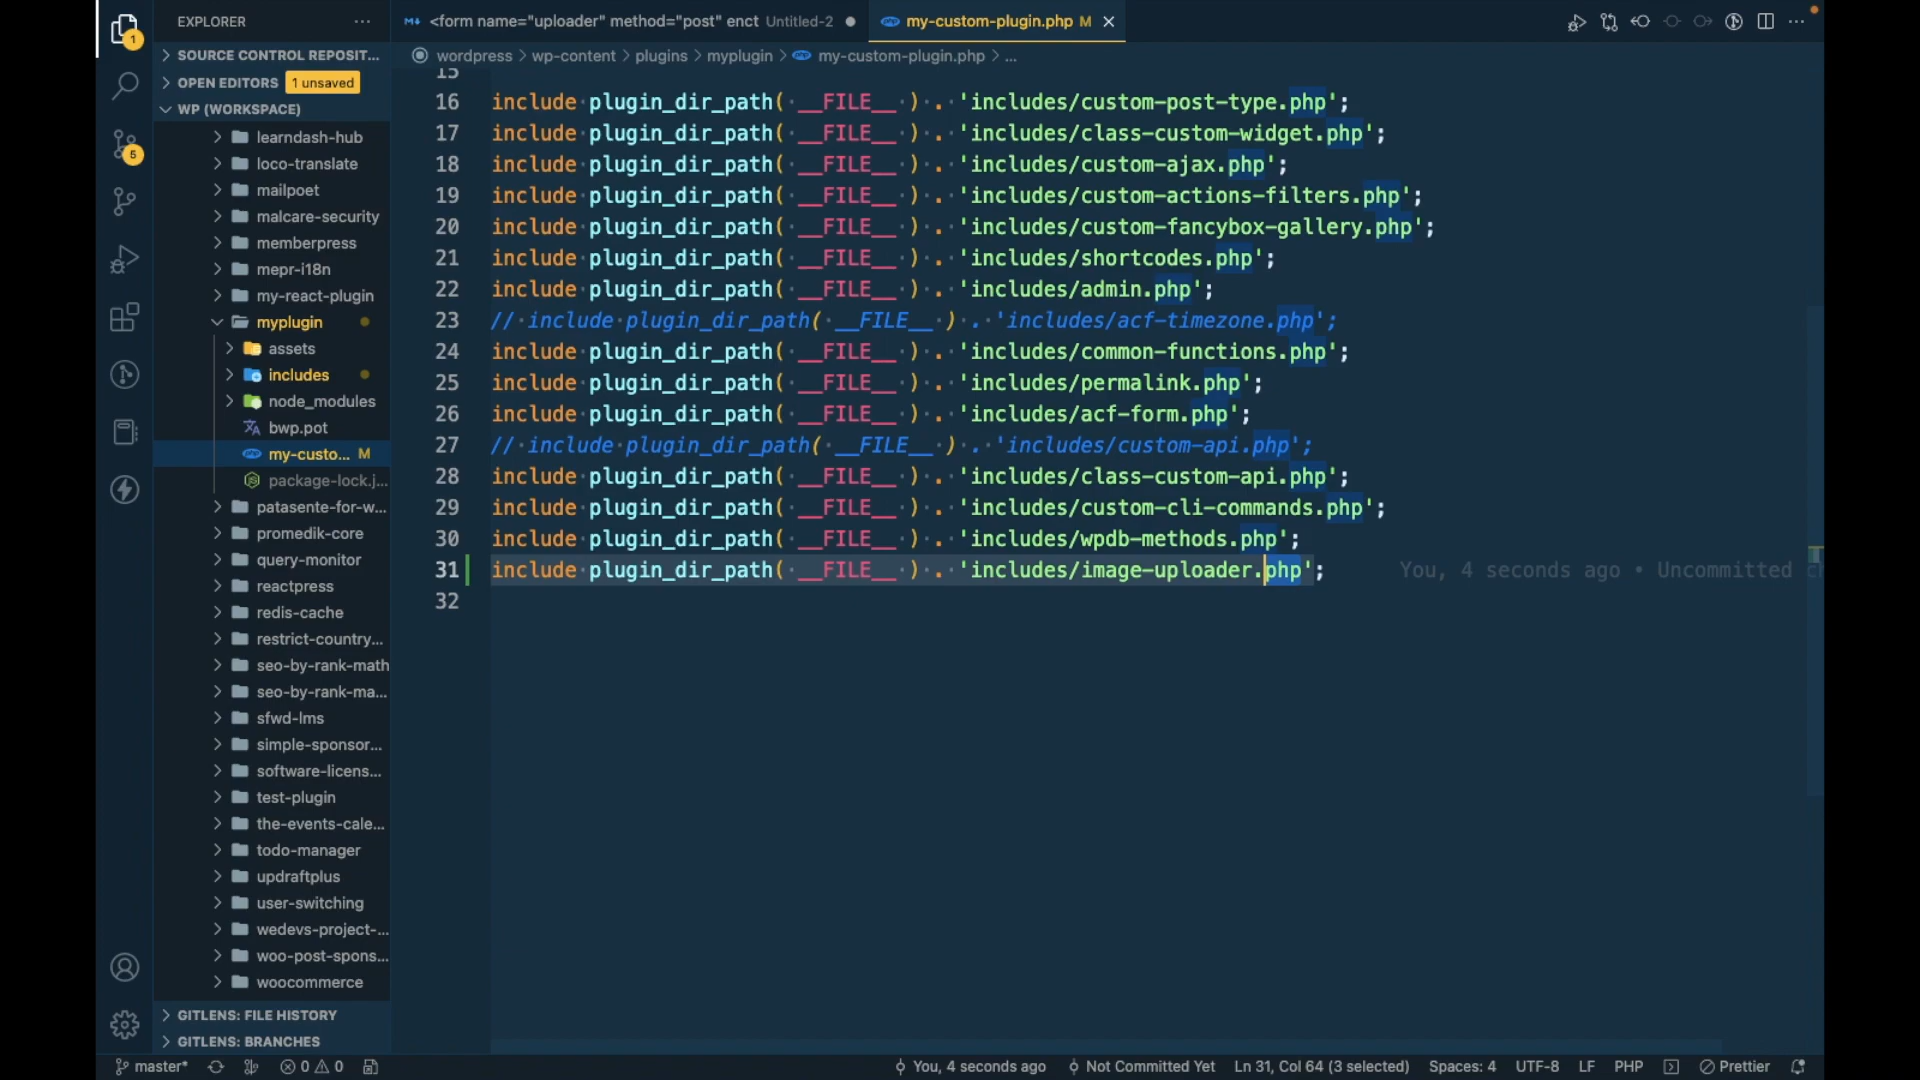 EXPLORER
SOURCE CONTROL REPOSIT...
OPEN EDITORS 1 unsaved
WP (WORKSPACE)
learndash-hub
loco-translate
mailpoet
malcare-security
memberpress
mepr-i18n
my-react-plugin
myplugin
assets
includes
node_modules
bwp.pot
my-custo... M
package-lock.j...
patasente-for-w...
promedik-core
query-monitor
reactpress
redis-cache
restrict-country...
seo-by-rank-math
seo-by-rank-ma...
sfwd-lms
simple-sponsor...
software-licens...
test-plugin
the-events-cale...
todo-manager
updraftplus
user-switching
wedevs-project-...
woo-post-spons...
woocommerce
GITLENS: FILE HISTORY
GITLENS: BRANCHES
1
5
<form name="uploader" method="post" enct Untitled-2
my-custom-plugin.php M
wordpress > wp-content > plugins > myplugin > my-custom-plugin.php > ...
15
16 include plugin_dir_path( __FILE__ ) . 'includes/custom-post-type.php';
17 include plugin_dir_path( __FILE__ ) . 'includes/class-custom-widget.php';
18 include plugin_dir_path( __FILE__ ) . 'includes/custom-ajax.php';
19 include plugin_dir_path( __FILE__ ) . 'includes/custom-actions-filters.php';
20 include plugin_dir_path( __FILE__ ) . 'includes/custom-fancybox-gallery.php';
21 include plugin_dir_path( __FILE__ ) . 'includes/shortcodes.php';
22 include plugin_dir_path( __FILE__ ) . 'includes/admin.php';
23 // include plugin_dir_path( __FILE__ ) . 'includes/acf-timezone.php';
24 include plugin_dir_path( __FILE__ ) . 'includes/common-functions.php';
25 include plugin_dir_path( __FILE__ ) . 'includes/permalink.php';
26 include plugin_dir_path( __FILE__ ) . 'includes/acf-form.php';
27 // include plugin_dir_path( __FILE__ ) . 'includes/custom-api.php';
28 include plugin_dir_path( __FILE__ ) . 'includes/class-custom-api.php';
29 include plugin_dir_path( __FILE__ ) . 'includes/custom-cli-commands.php';
30 include plugin_dir_path( __FILE__ ) . 'includes/wpdb-methods.php';
31 include plugin_dir_path( __FILE__ ) . 'includes/image-uploader.php'; You, 4 seconds ago • Uncommitted ch
32
master* 0 0 You, 4 seconds ago Not Committed Yet Ln 31, Col 64 (3 selected) Spaces: 4 UTF-8 LF PHP Prettier